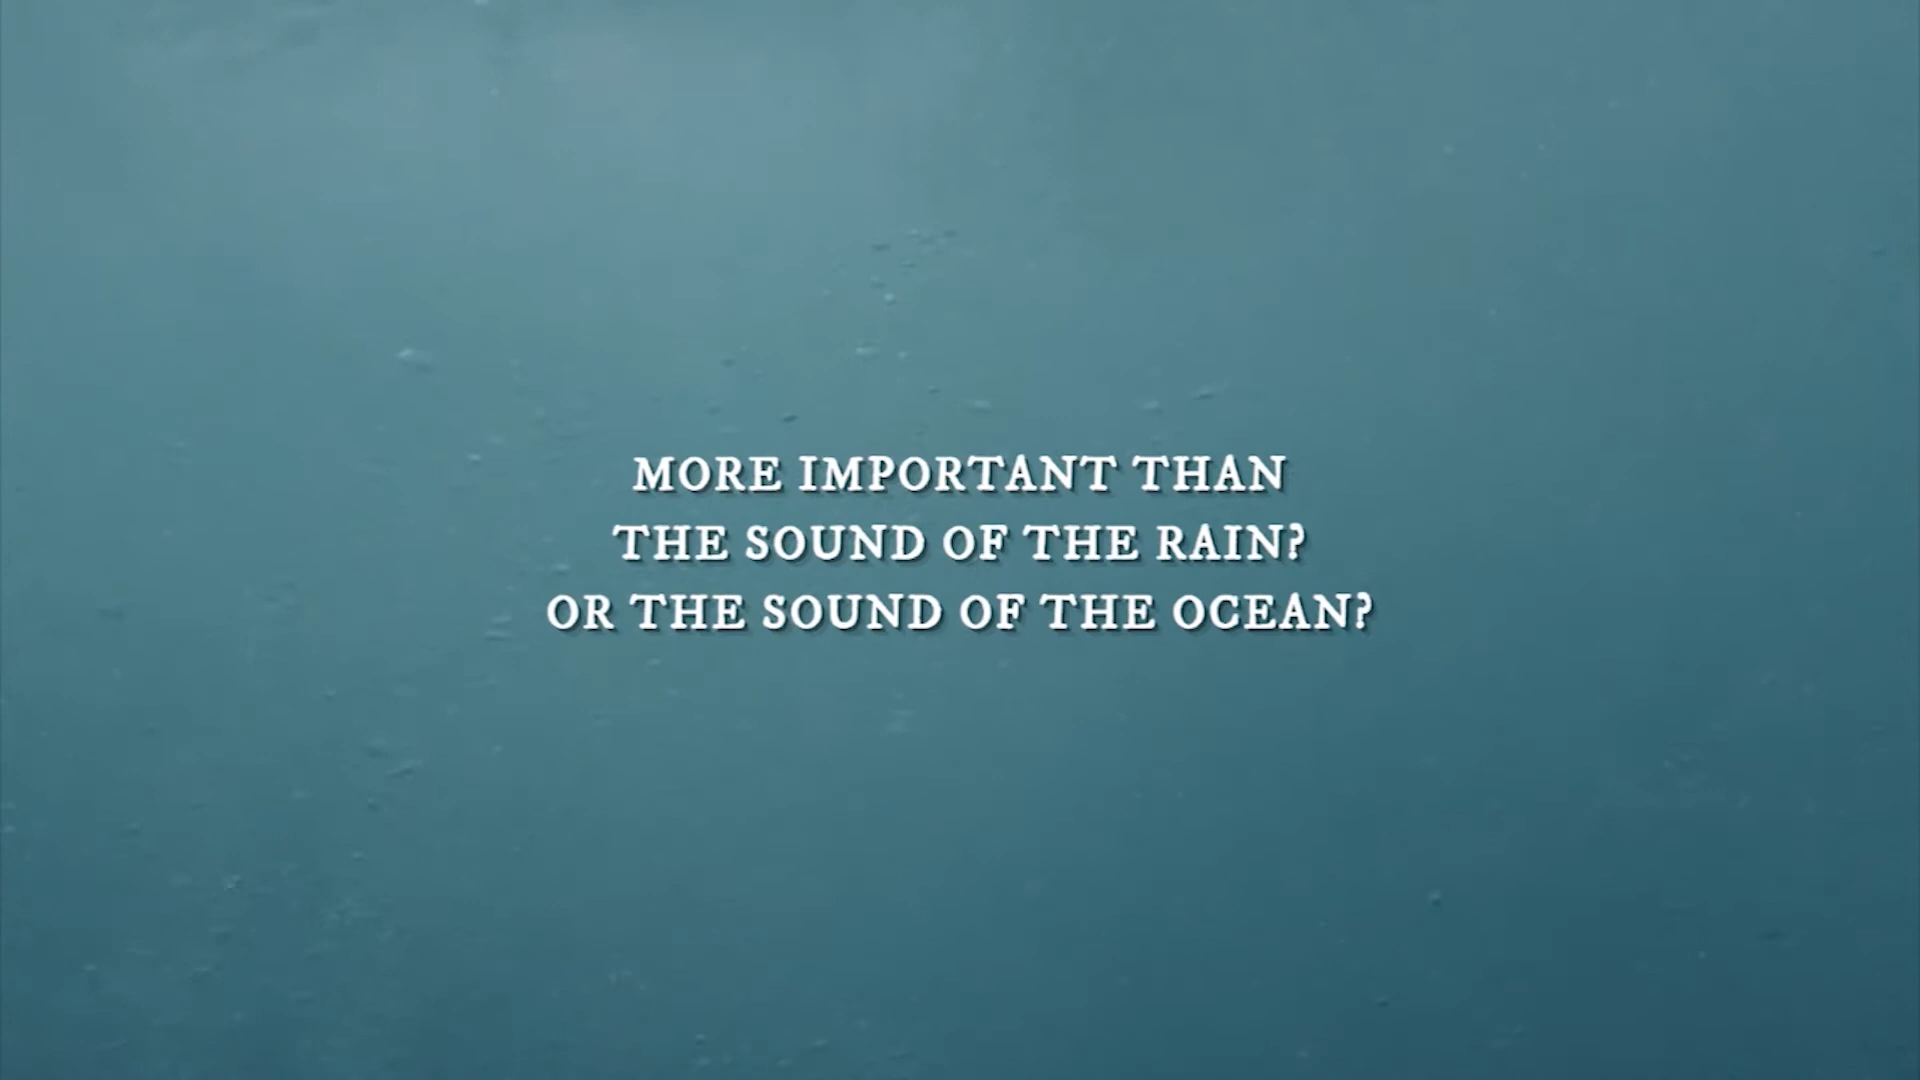 MORE IMPORTANT THAN
THE SOUND OF THE RAIN?
OR THE SOUND OF THE OCEAN?